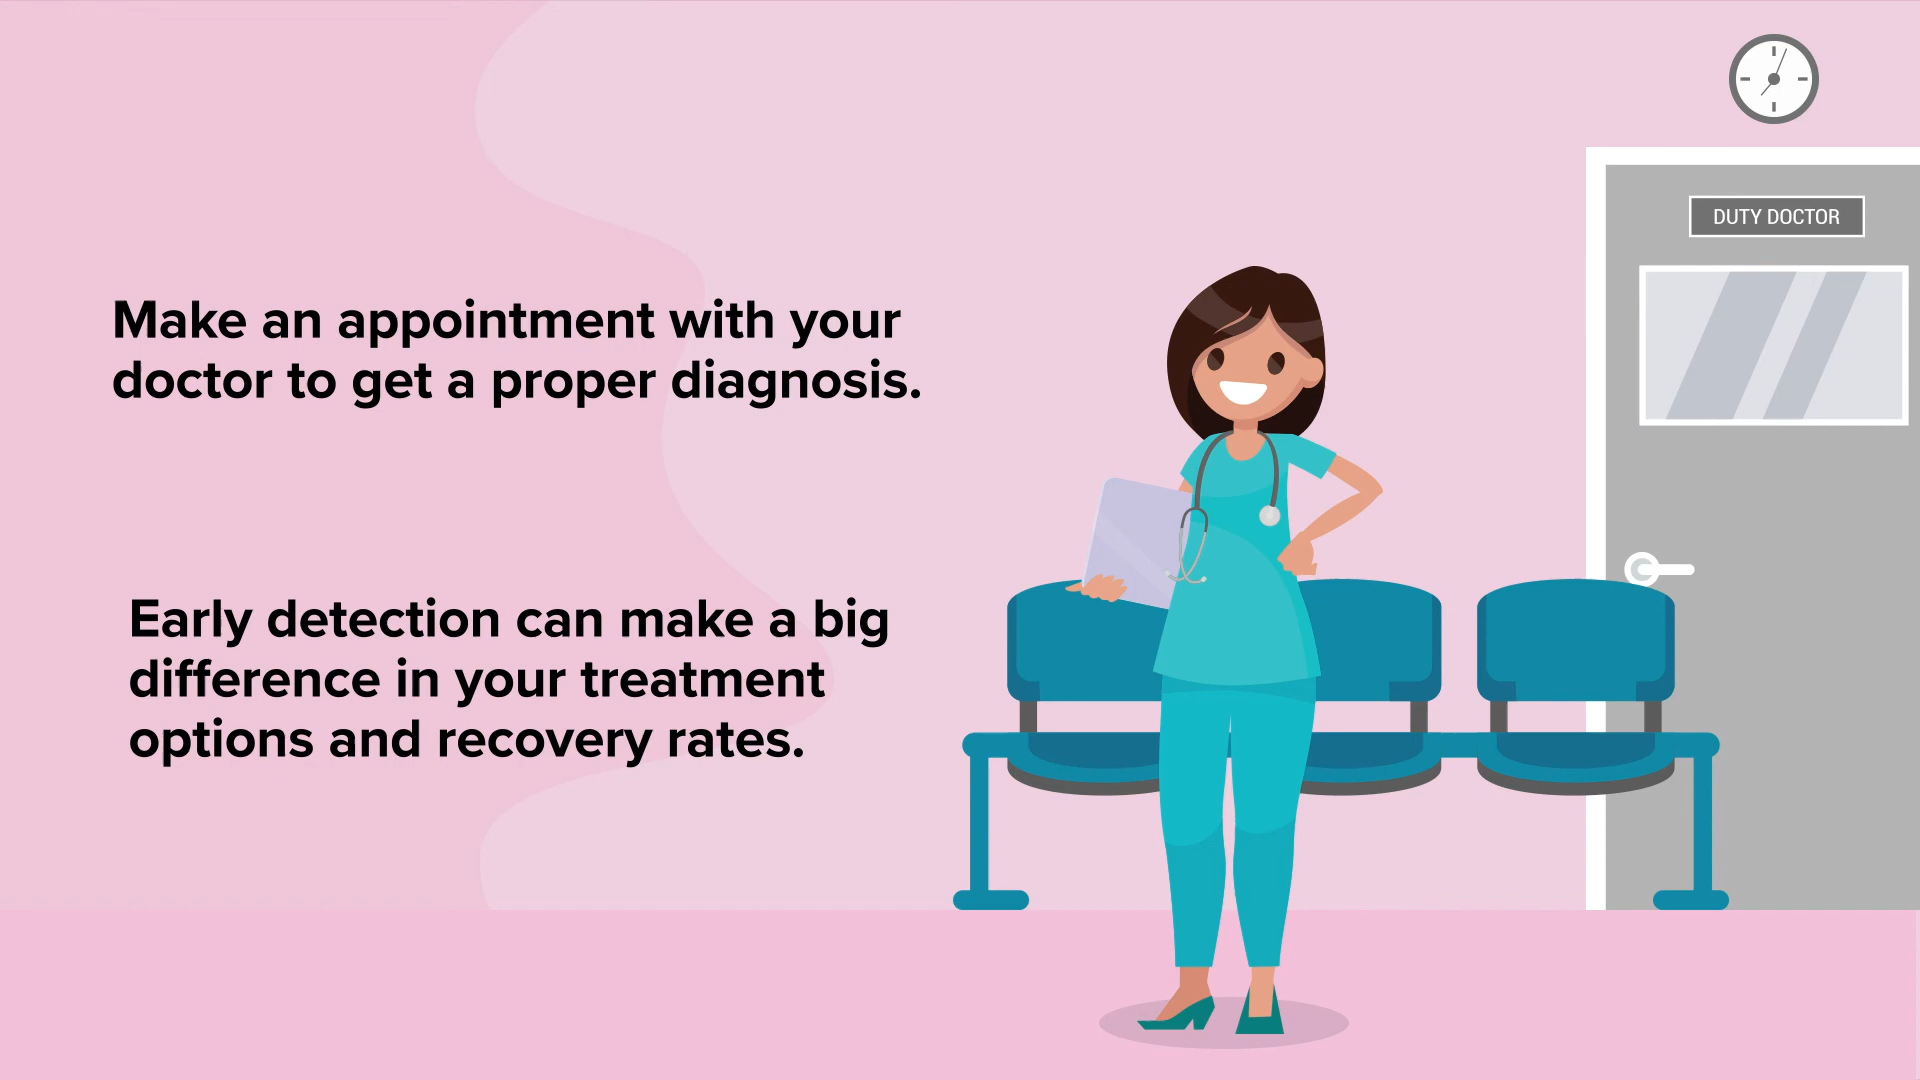 Make an appointment with your
doctor to get a proper diagnosis.
Early detection can make a big
difference in your treatment
options and recovery rates.
DUTY DOCTOR